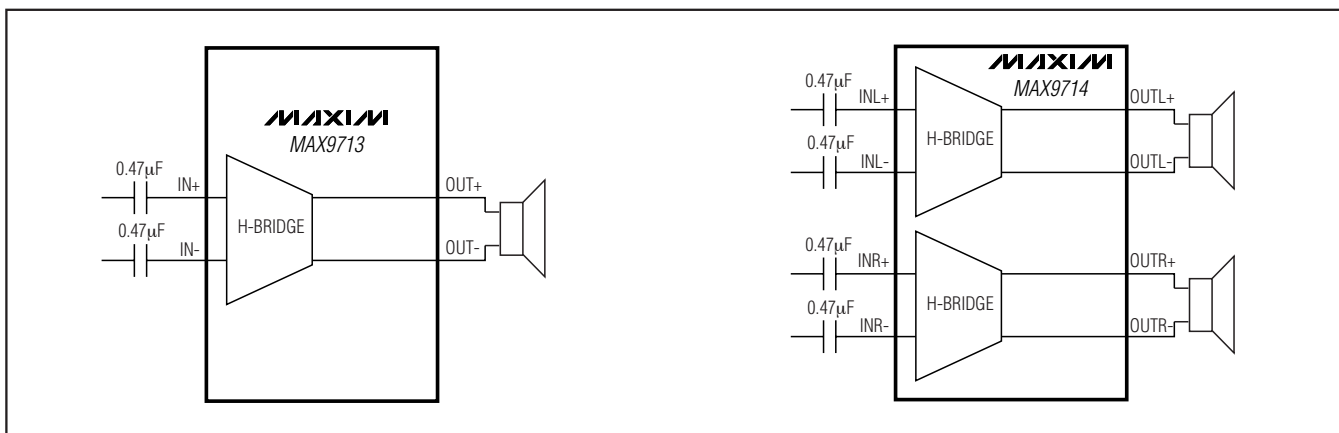 MAXIM
MAX9713
0.47μF
IN+
0.47μF
IN-
H-BRIDGE
OUT+
OUT-
MAXIM
MAX9714
0.47μF
INL+
0.47μF
INL-
H-BRIDGE
OUTL+
OUTL-
0.47μF
INR+
0.47μF
INR-
H-BRIDGE
OUTR+
OUTR-